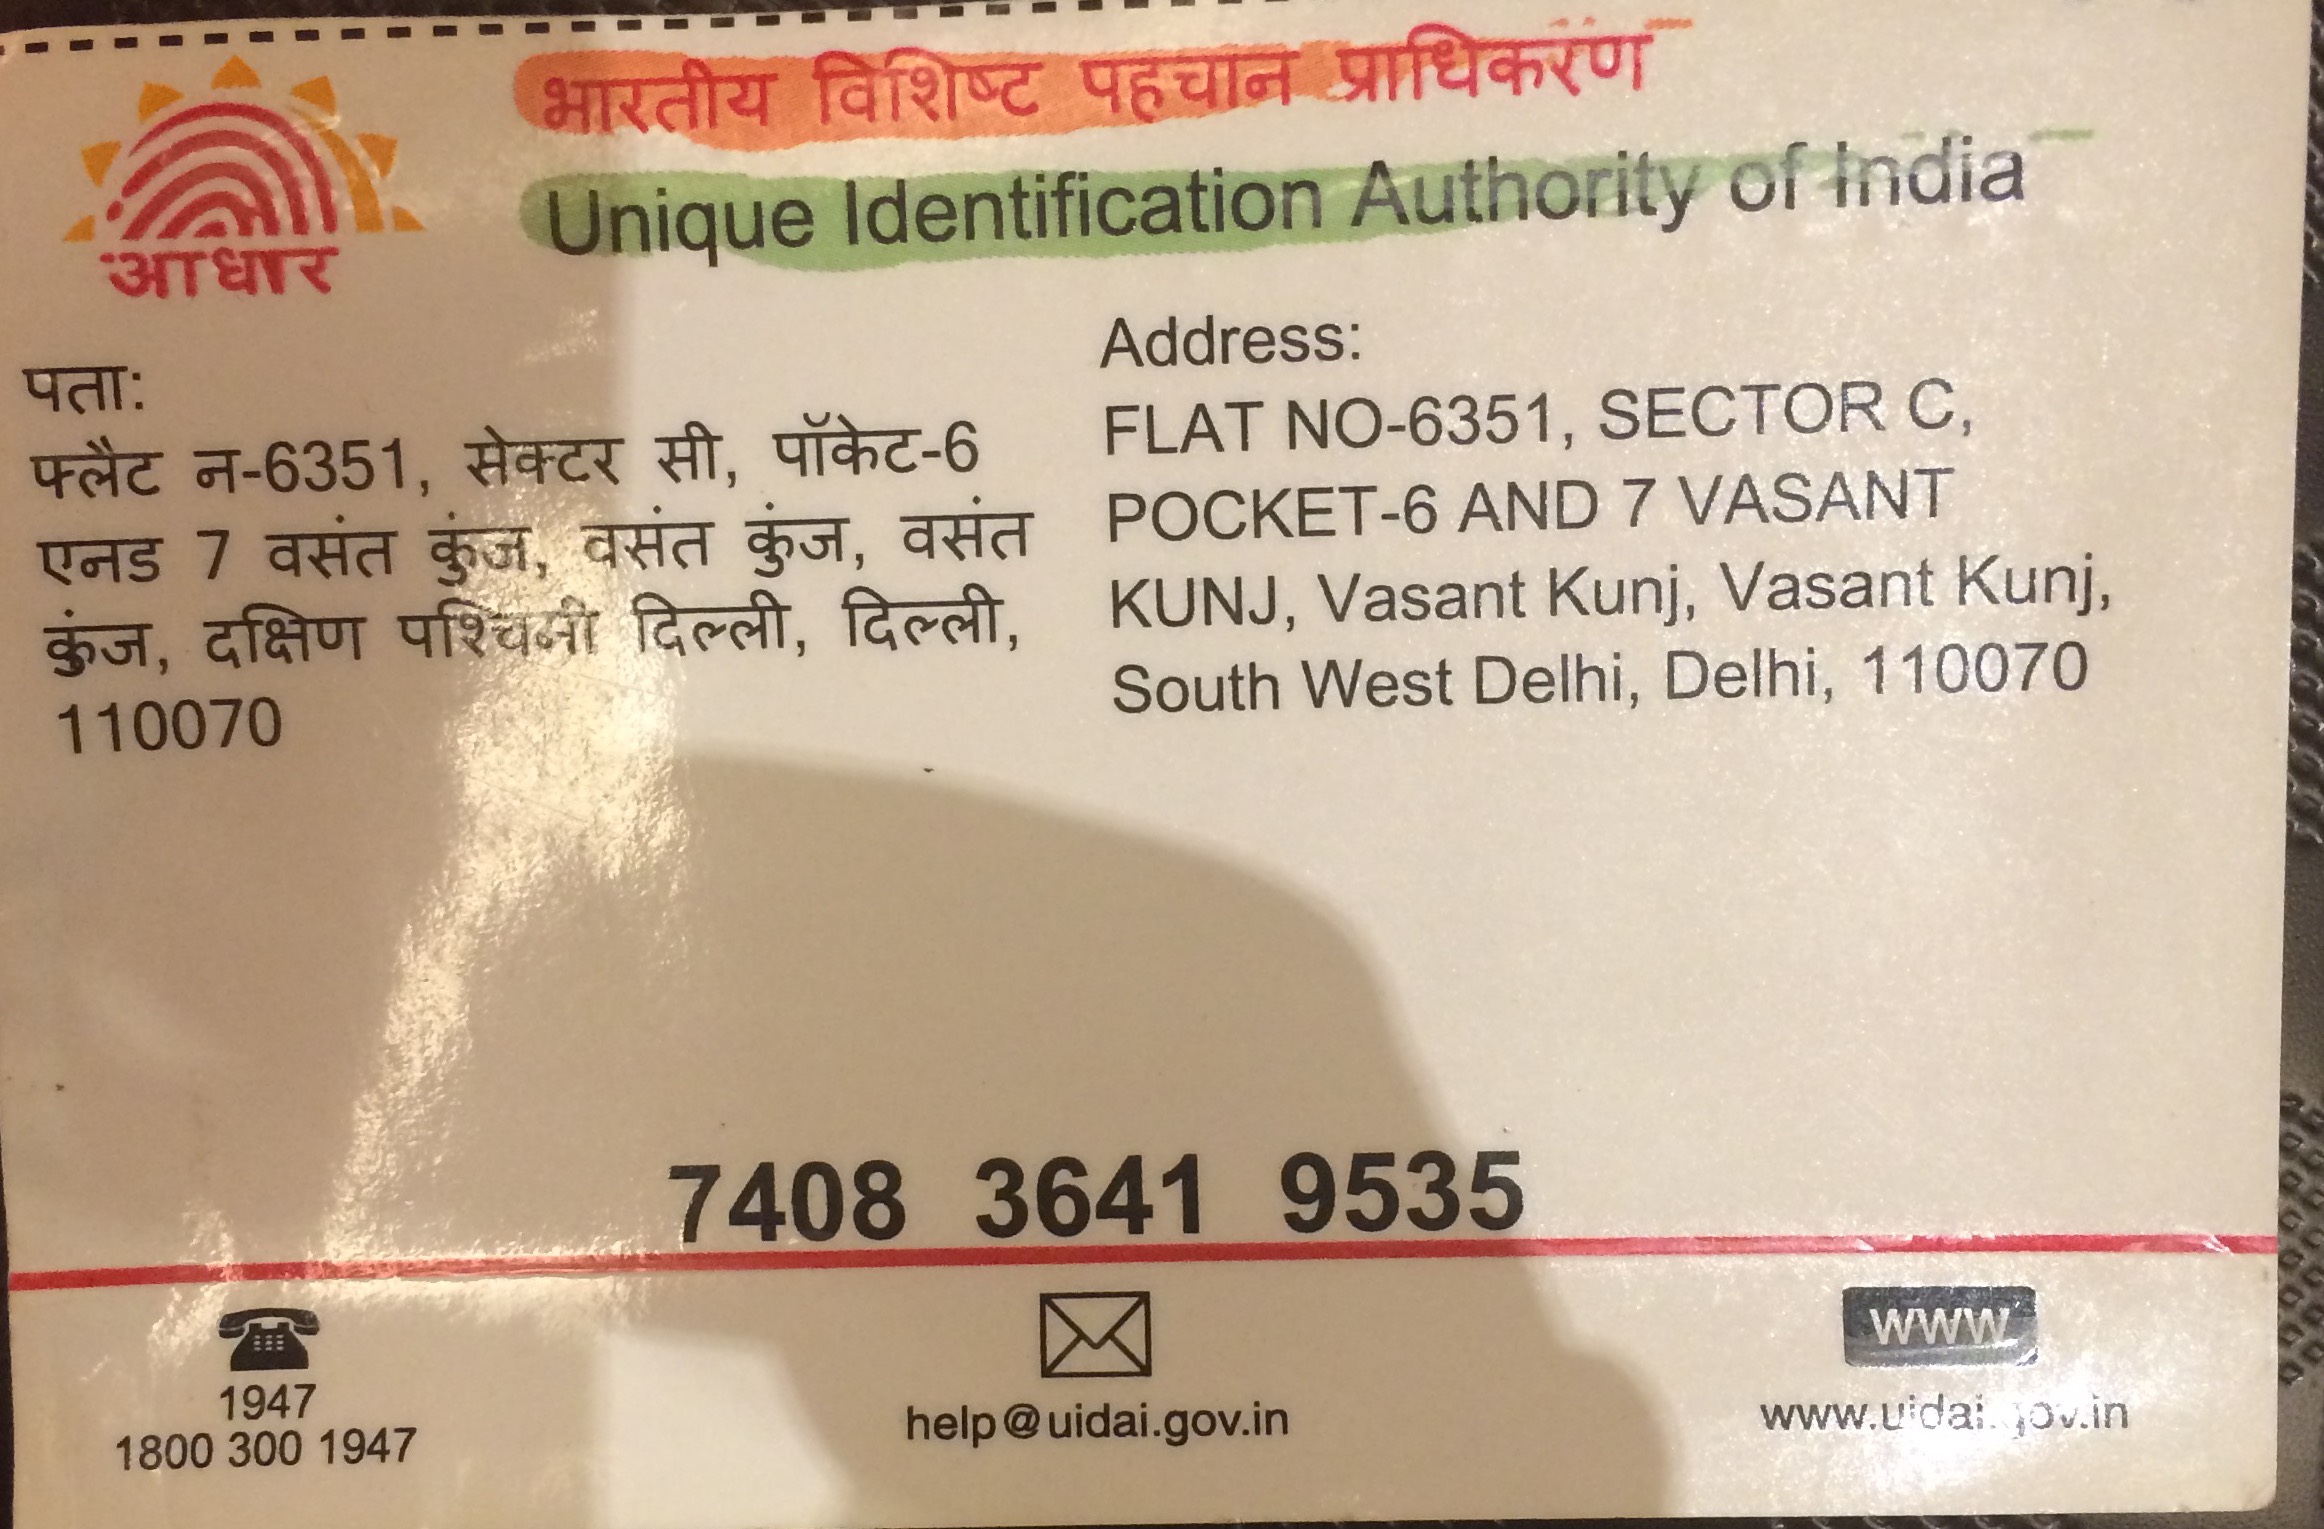 भारतीय विशिष्ट पहचान प्राधिकरण
Unique Identification Authority of India
आधार
पता:
फ्लैट न-6351, सेक्टर सी, पॉकेट-6
एनड 7 वसंत कुंज, वसंत कुंज, वसंत
कुंज, दक्षिण पश्चिमी दिल्ली, दिल्ली,
110070
Address:
FLAT NO-6351, SECTOR C,
POCKET-6 AND 7 VASANT
KUNJ, Vasant Kunj, Vasant Kunj,
South West Delhi, Delhi, 110070
7408 3641 9535
1947
1800 300 1947
help@uidai.gov.in
WWW
www.uidai.gov.in